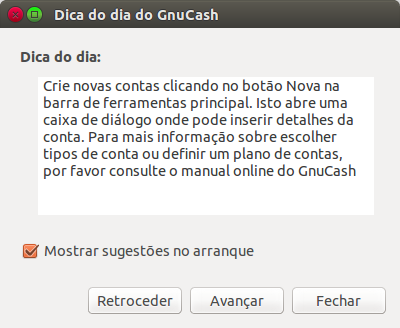 Dica do dia do GnuCash
Dica do dia:
Crie novas contas clicando no botão Nova na
barra de ferramentas principal. Isto abre uma
caixa de diálogo onde pode inserir detalhes da
conta. Para mais informação sobre escolher
tipos de conta ou definir um plano de contas,
por favor consulte o manual online do GnuCash
Mostrar sugestões no arranque
Retroceder
Avançar
Fechar